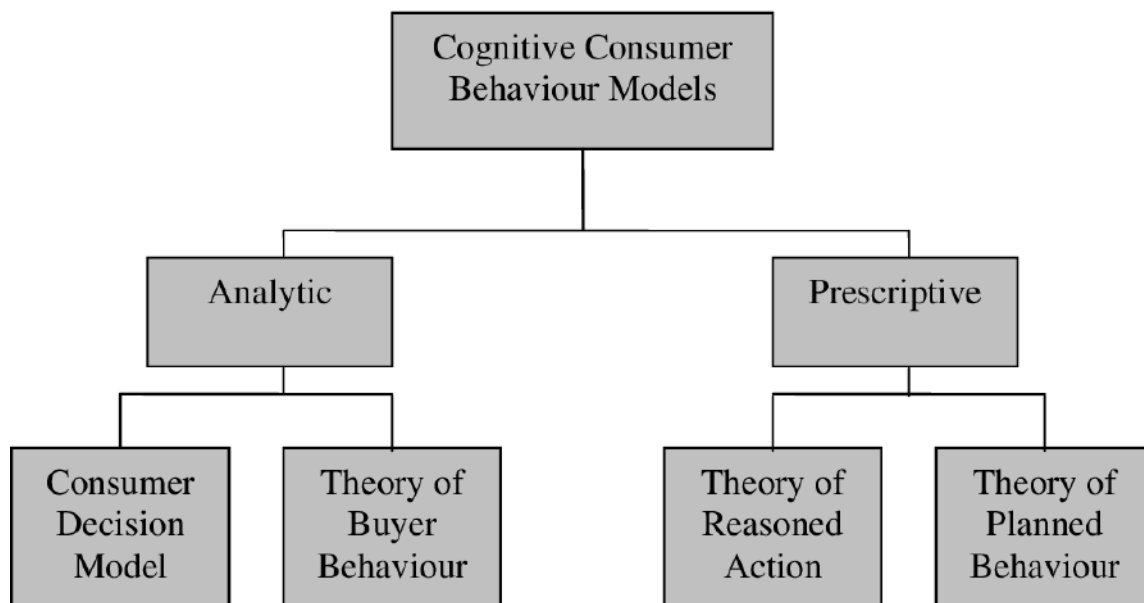 Cognitive Consumer
Behaviour Models
Analytic
Prescriptive
Consumer
Decision
Model
Theory of
Buyer
Behaviour
Theory of
Reasoned
Action
Theory of
Planned
Behaviour